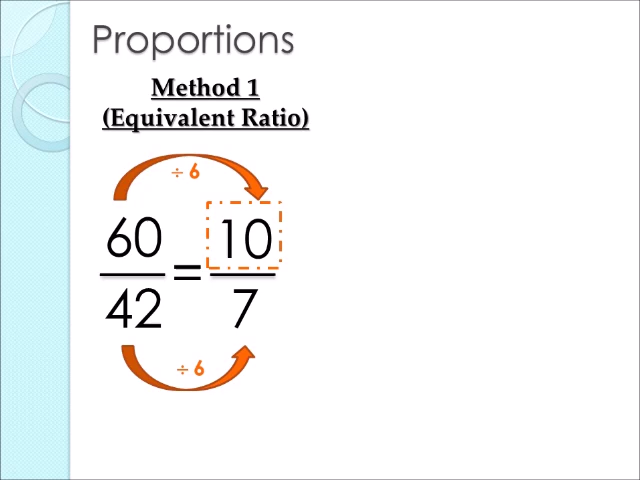 Proportions
Method 1
(Equivalent Ratio)
÷ 6
60/42 = 10/7
÷ 6